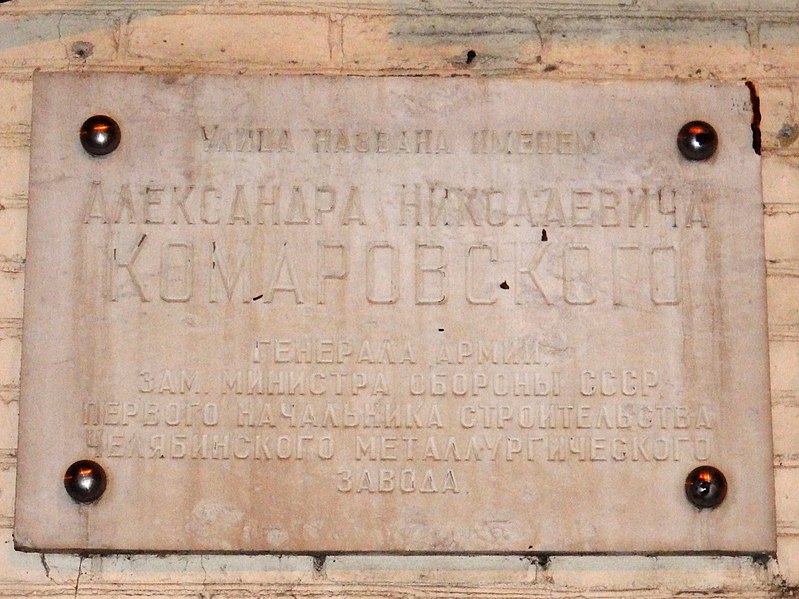 УЛИЦА НАЗВАНА ИМЕНЕМ
АЛЕКСАНДРА НИКОЛАЕВИЧА
КОМАРОВСКОГО
ГЕНЕРАЛА АРМИИ,
ЗАМ. МИНИСТРА ОБОРОНЫ СССР,
ПЕРВОГО НАЧАЛЬНИКА СТРОИТЕЛЬСТВА
ЧЕЛЯБИНСКОГО МЕТАЛЛУРГИЧЕСКОГО
ЗАВОДА.